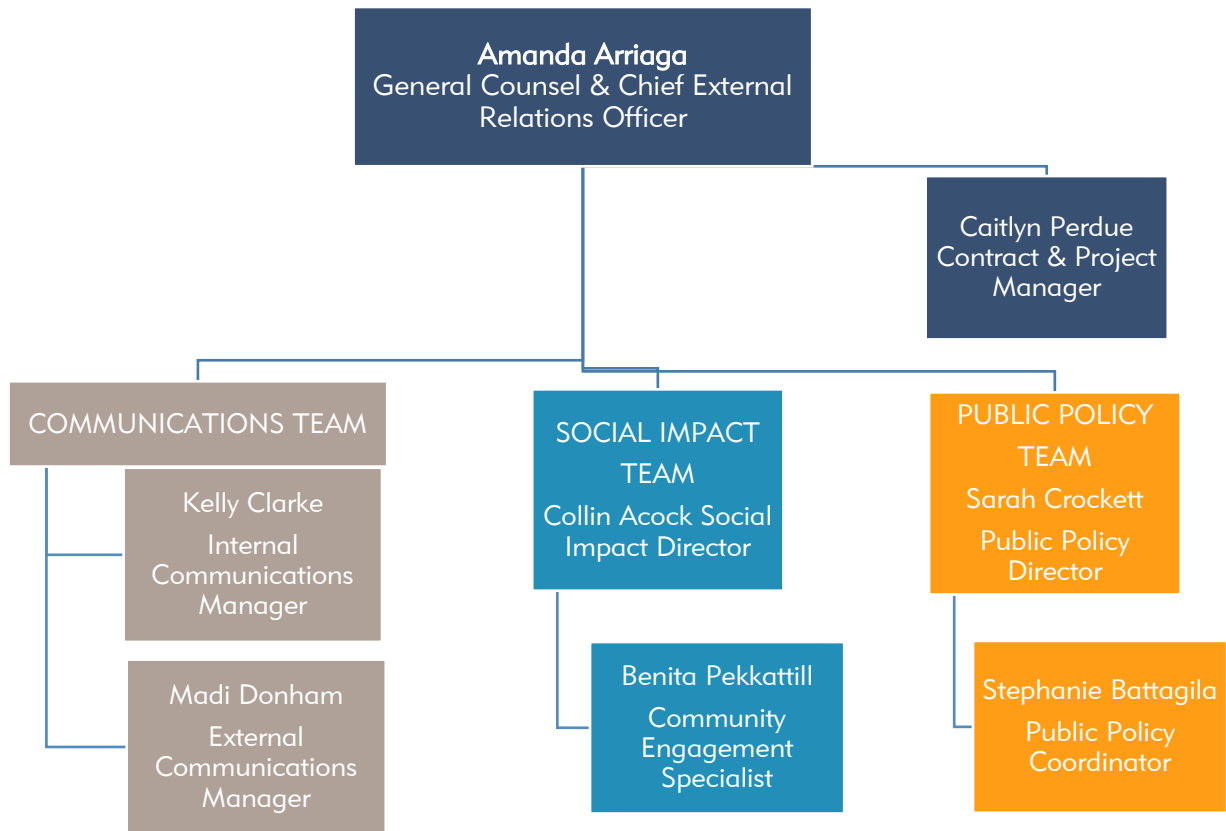 Amanda Arriaga
General Counsel & Chief External
Relations Officer
Caitlyn Perdue
Contract & Project
Manager
COMMUNICATIONS TEAM
Kelly Clarke
Internal
Communications
Manager
Madi Donham
External
Communications
Manager
SOCIAL IMPACT
TEAM
Collin Acock Social
Impact Director
Benita Pekkattill
Community
Engagement
Specialist
PUBLIC POLICY
TEAM
Sarah Crockett
Public Policy
Director
Stephanie Battagila
Public Policy
Coordinator